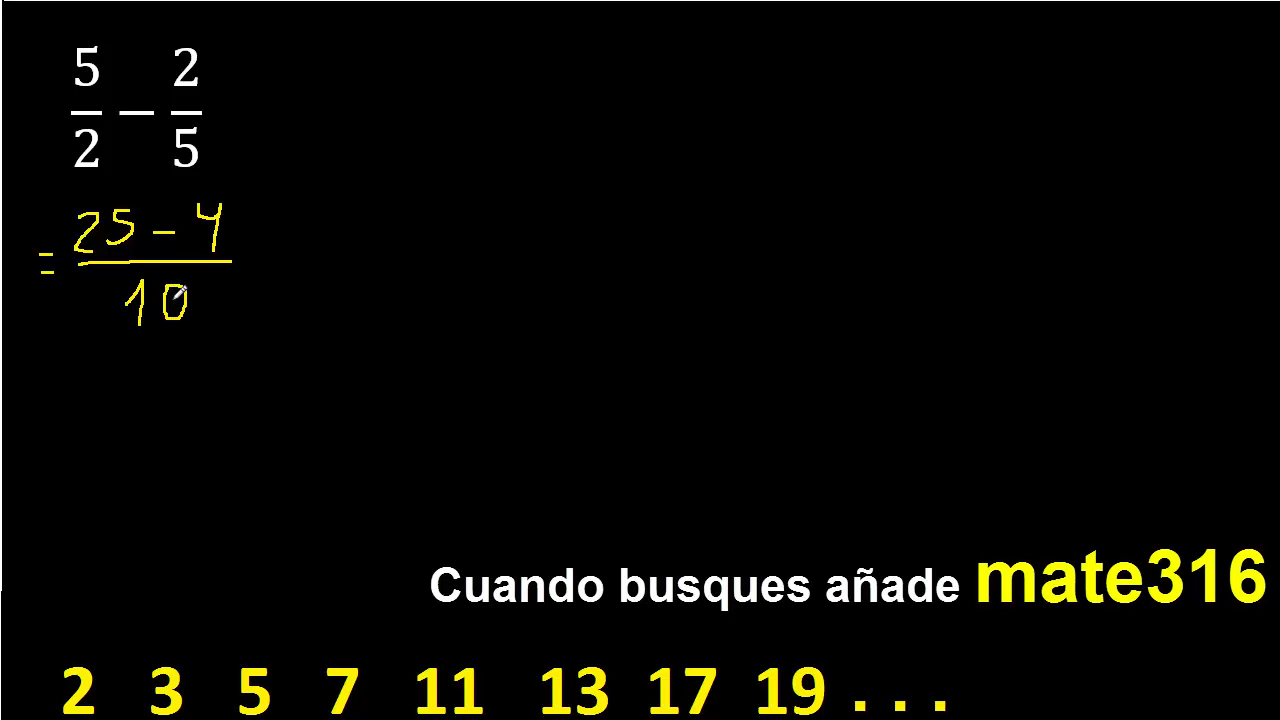 5/2 − 2/5
= 25 − 4 / 10
Cuando busques añade mate316
2 3 5 7 11 13 17 19 . . .